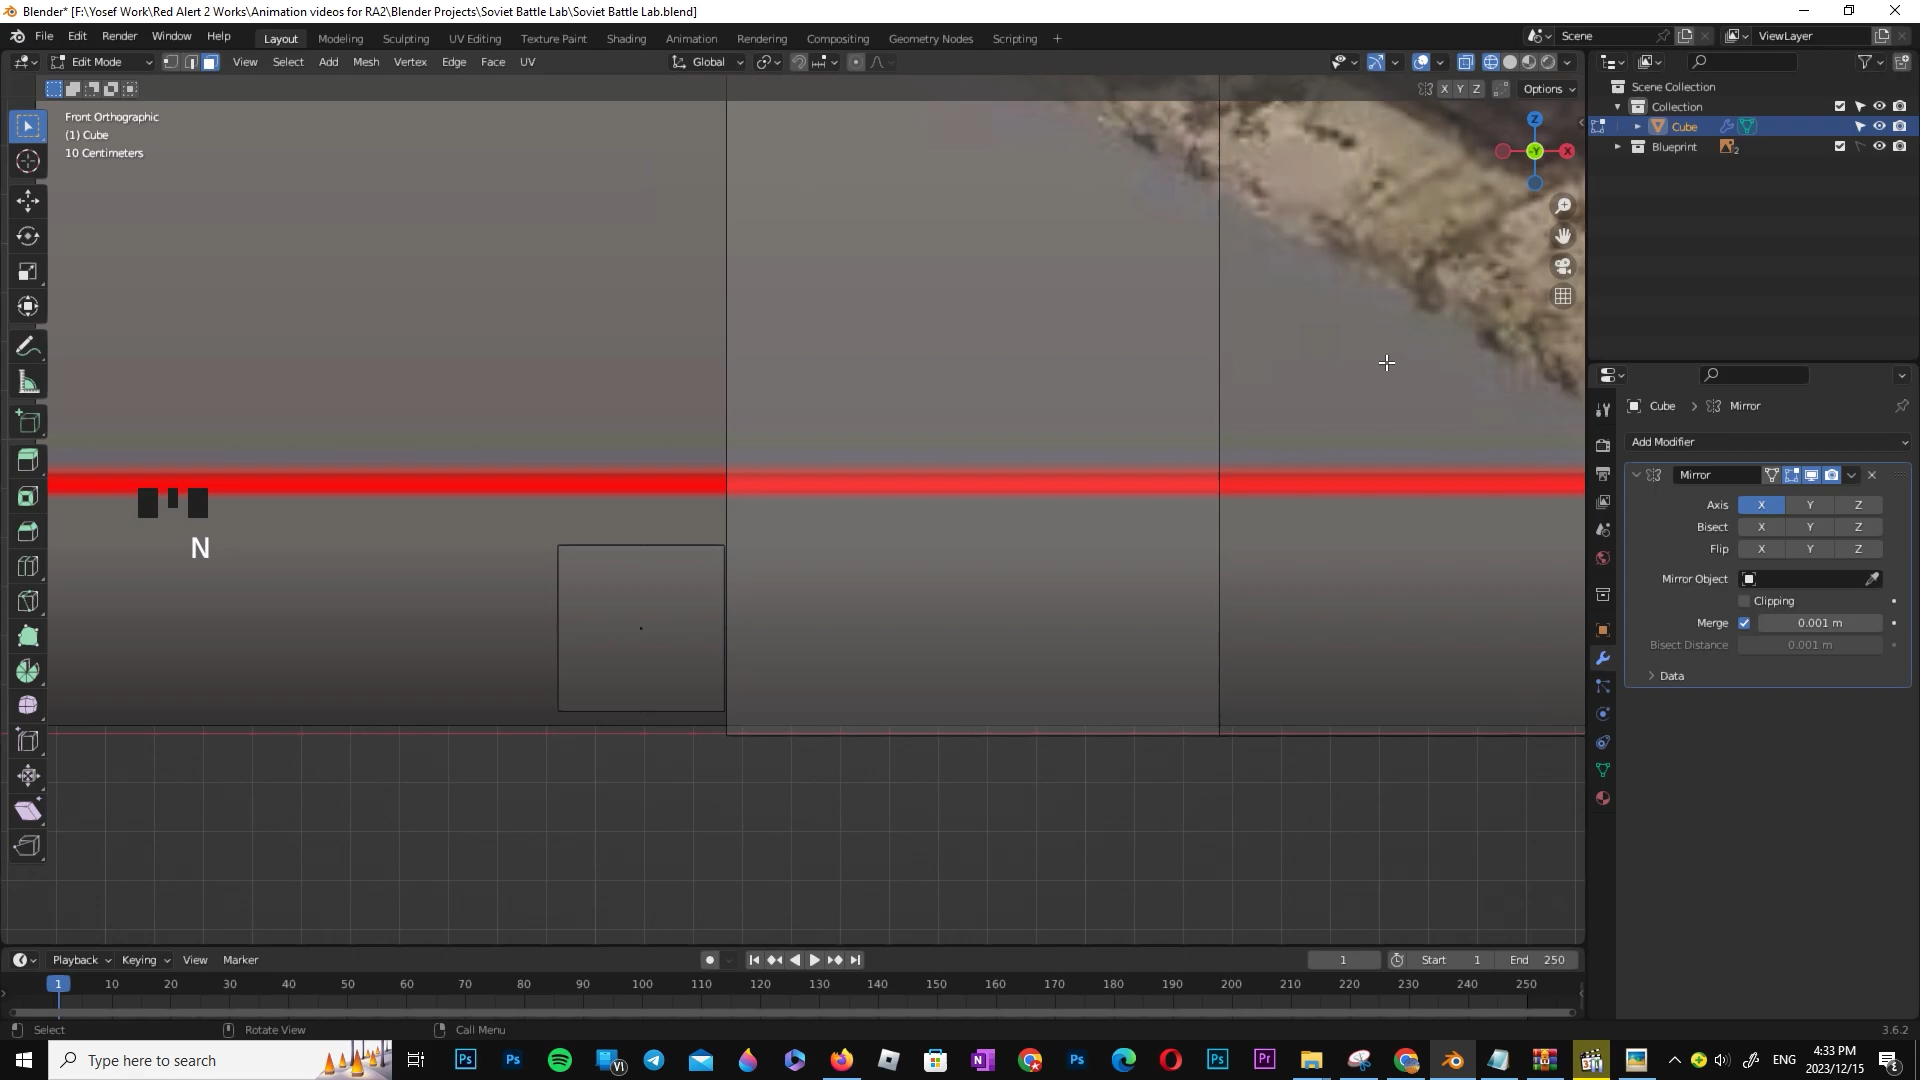 Blender* [F:\Yosef Work\Red Alert 2 Works\Animation videos for RA2\Blender Projects\Soviet Battle Lab\Soviet Battle Lab.blend]
File Edit Render Window Help Layout Modeling Sculpting UV Editing Texture Paint Shading Animation Rendering Compositing Geometry Nodes Scripting + Scene ViewLayer
Edit Mode View Select Add Mesh Vertex Edge Face UV Global
X Y Z Options
Front Orthographic
(1) Cube
10 Centimeters
Z
-Y X
N
Scene Collection
Collection
Cube
Blueprint 2
Cube > Mirror
Add Modifier
Mirror
Axis X Y Z
Bisect X Y Z
Flip X Y Z
Mirror Object
Clipping
Merge 0.001 m
Bisect Distance 0.001 m
Data
Playback Keying View Marker 1 Start 1 End 250
1 10 20 30 40 50 60 70 80 90 100 110 120 130 140 150 160 170 180 190 200 210 220 230 240 250
Select Rotate View Call Menu 3.6.2
Type here to search
ENG
4:33 PM
2023/12/15